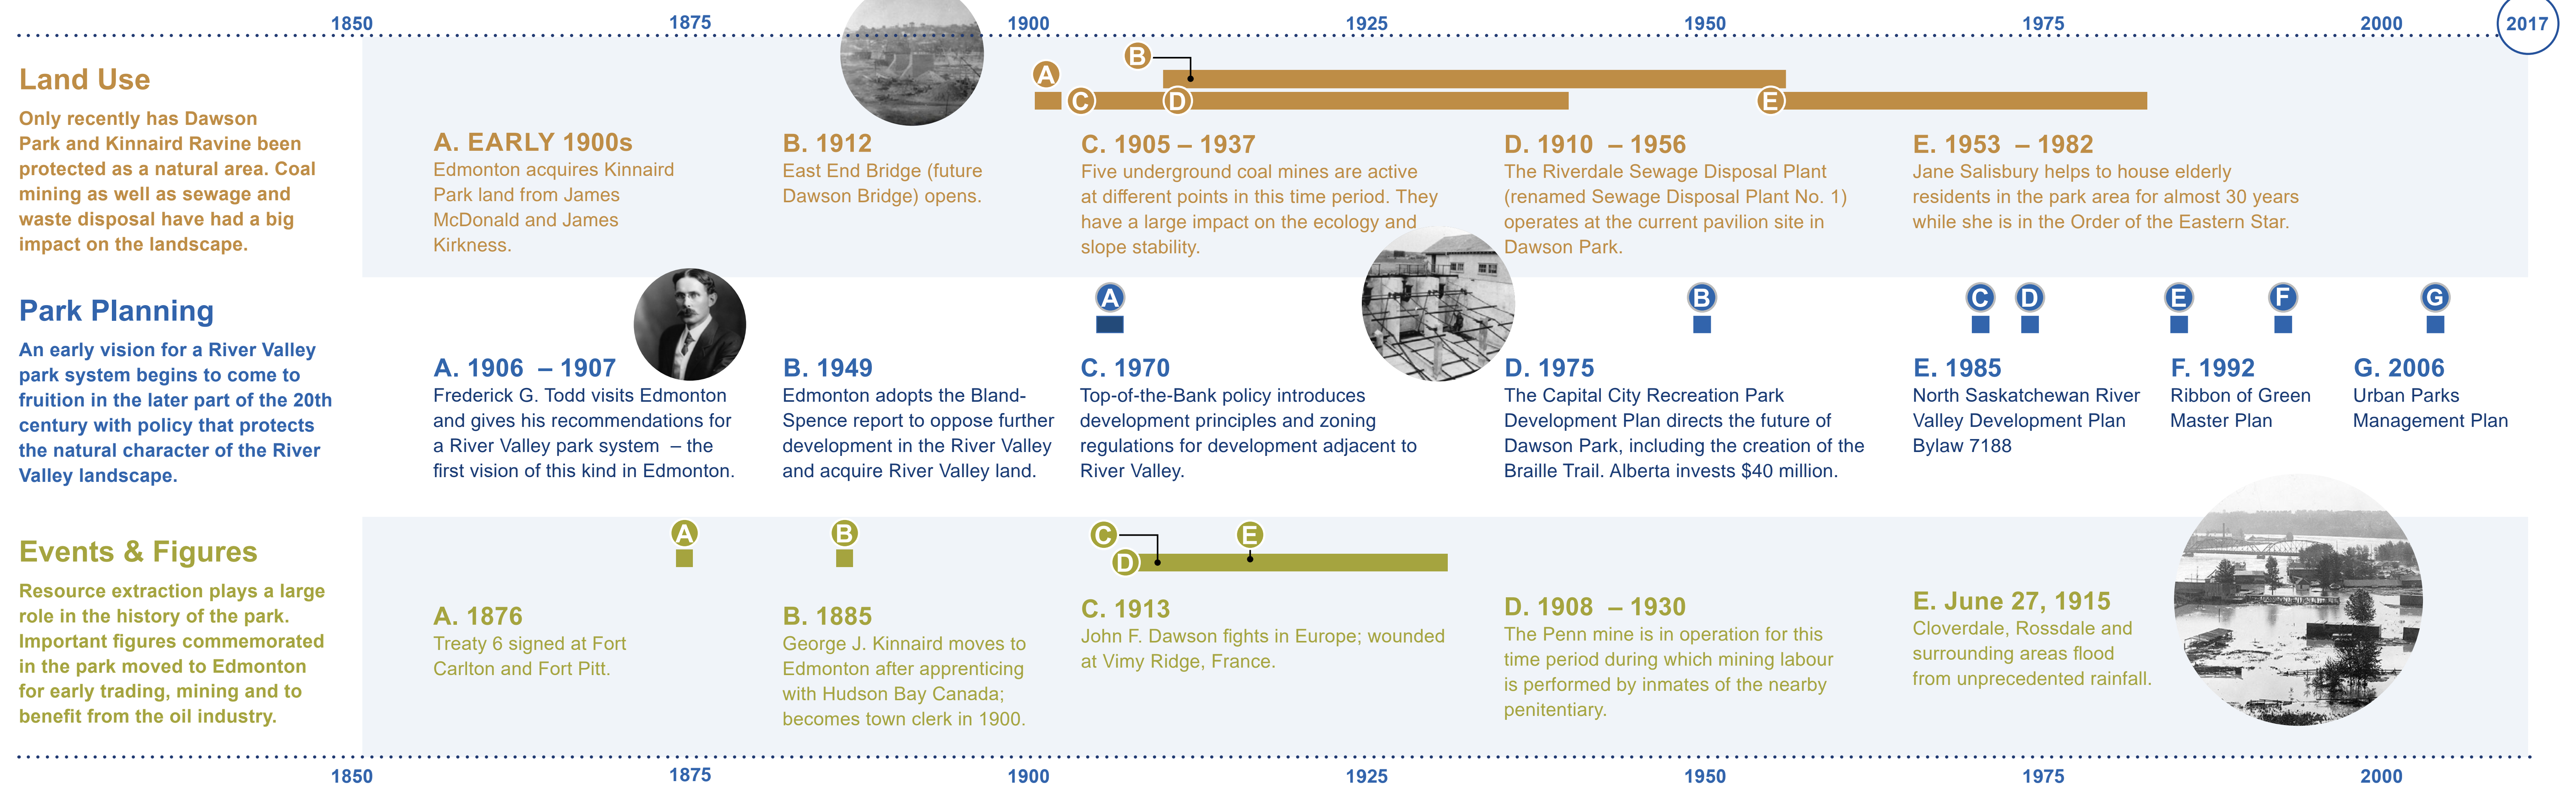 1850 1875 1900 1925 1950 1975 2000 2017
Land Use
Only recently has Dawson
Park and Kinnaird Ravine been
protected as a natural area. Coal
mining as well as sewage and
waste disposal have had a big
impact on the landscape.
A
B
C
D
E
A. EARLY 1900s
Edmonton acquires Kinnaird
Park land from James
McDonald and James
Kirkness.
B. 1912
East End Bridge (future
Dawson Bridge) opens.
C. 1905 – 1937
Five underground coal mines are active
at different points in this time period. They
have a large impact on the ecology and
slope stability.
D. 1910 – 1956
The Riverdale Sewage Disposal Plant
(renamed Sewage Disposal Plant No. 1)
operates at the current pavilion site in
Dawson Park.
E. 1953 – 1982
Jane Salisbury helps to house elderly
residents in the park area for almost 30 years
while she is in the Order of the Eastern Star.
Park Planning
An early vision for a River Valley
park system begins to come to
fruition in the later part of the 20th
century with policy that protects
the natural character of the River
Valley landscape.
A B C D E F G
A. 1906 – 1907
Frederick G. Todd visits Edmonton
and gives his recommendations for
a River Valley park system – the
first vision of this kind in Edmonton.
B. 1949
Edmonton adopts the Bland-
Spence report to oppose further
development in the River Valley
and acquire River Valley land.
C. 1970
Top-of-the-Bank policy introduces
development principles and zoning
regulations for development adjacent to
River Valley.
D. 1975
The Capital City Recreation Park
Development Plan directs the future of
Dawson Park, including the creation of the
Braille Trail. Alberta invests $40 million.
E. 1985
North Saskatchewan River
Valley Development Plan
Bylaw 7188
F. 1992
Ribbon of Green
Master Plan
G. 2006
Urban Parks
Management Plan
Events & Figures
Resource extraction plays a large
role in the history of the park.
Important figures commemorated
in the park moved to Edmonton
for early trading, mining and to
benefit from the oil industry.
A B C E
D
A. 1876
Treaty 6 signed at Fort
Carlton and Fort Pitt.
B. 1885
George J. Kinnaird moves to
Edmonton after apprenticing
with Hudson Bay Canada;
becomes town clerk in 1900.
C. 1913
John F. Dawson fights in Europe; wounded
at Vimy Ridge, France.
D. 1908 – 1930
The Penn mine is in operation for this
time period during which mining labour
is performed by inmates of the nearby
penitentiary.
E. June 27, 1915
Cloverdale, Rossdale and
surrounding areas flood
from unprecedented rainfall.
1850 1875 1900 1925 1950 1975 2000